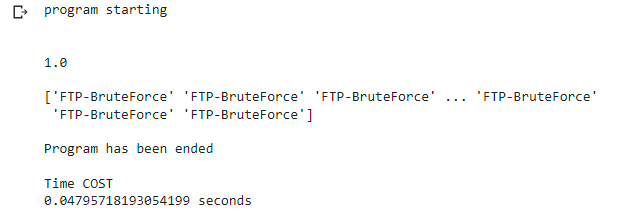 program starting
1.0
['FTP-BruteForce' 'FTP-BruteForce' 'FTP-BruteForce' ... 'FTP-BruteForce'
'FTP-BruteForce' 'FTP-BruteForce']
Program has been ended
Time COST
0.04795718193054199 seconds